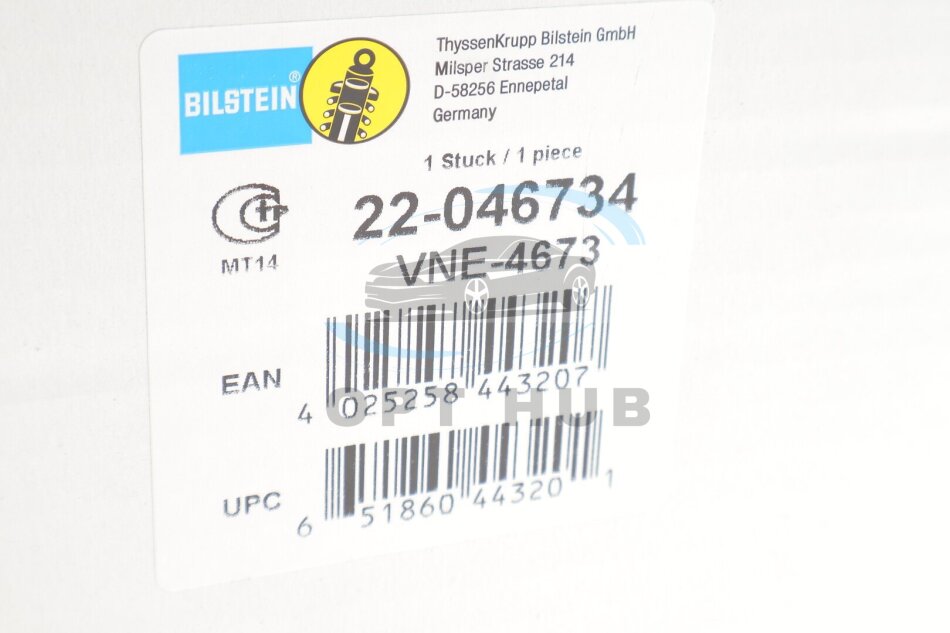 BILSTEIN®
ThyssenKrupp Bilstein GmbH
Milsper Strasse 214
D-58256 Ennepetal
Germany
1 Stuck / 1 piece
22-046734
VNE-4673
MT14
EAN
4 025258 443207
OPT HUB
UPC
6 51860 44320 1